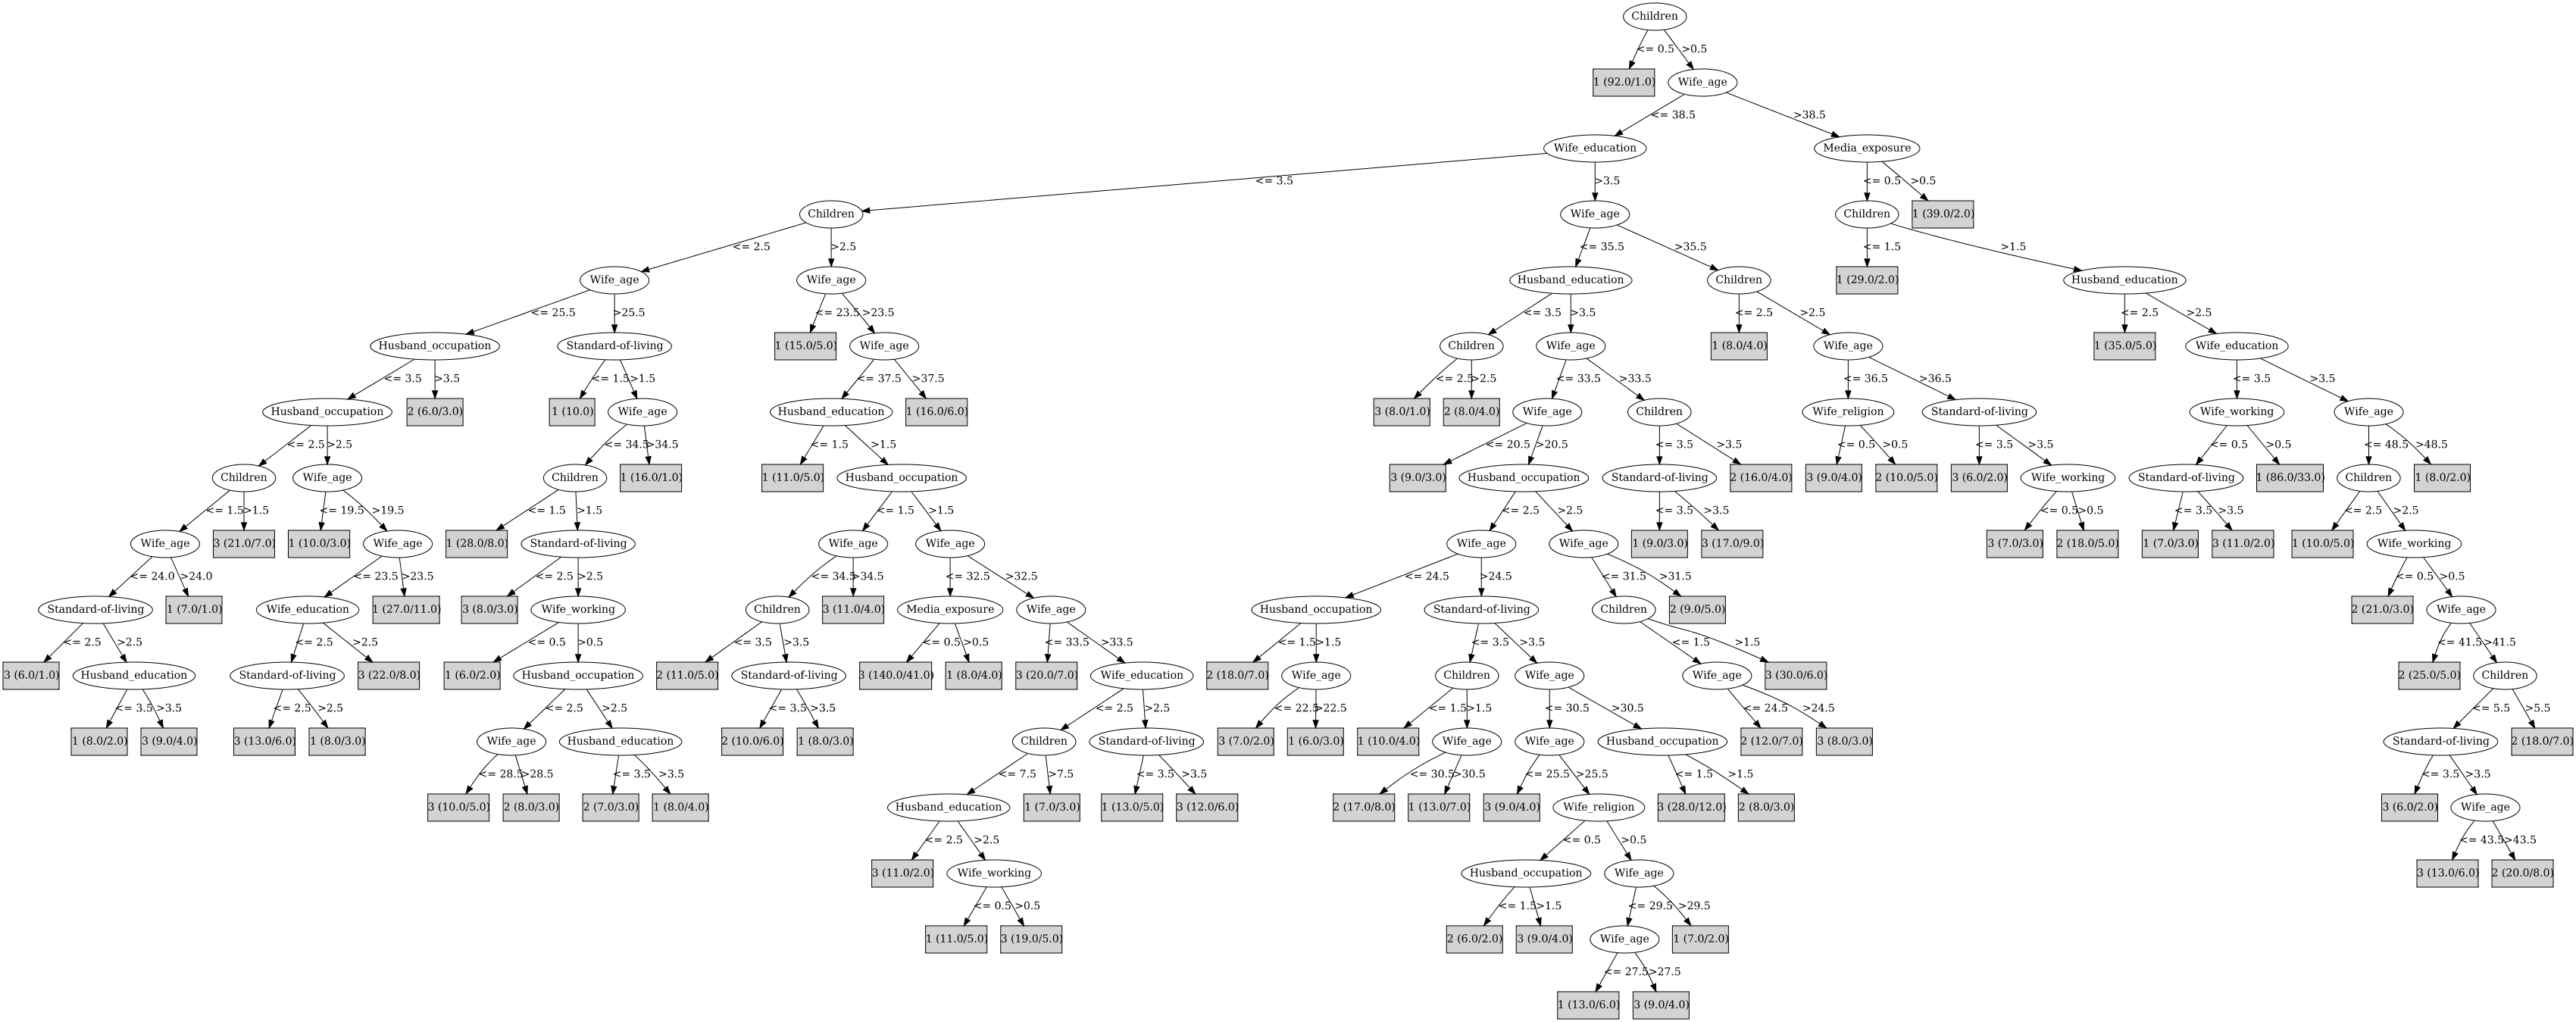 Children
<= 0.5 >0.5
1 (92.0/1.0) Wife_age
<= 38.5 >38.5
Wife_education Media_exposure
<= 3.5 >3.5 <= 0.5 >0.5
Children Wife_age Children 1 (39.0/2.0)
<= 2.5 >2.5 <= 35.5 >35.5 <= 1.5 >1.5
Wife_age Wife_age Husband_education Children 1 (29.0/2.0) Husband_education
<= 25.5 >25.5 <= 23.5 >23.5 <= 3.5 >3.5 <= 2.5 >2.5 <= 2.5 >2.5
Husband_occupation Standard-of-living 1 (15.0/5.0) Wife_age Children Wife_age 1 (8.0/4.0) Wife_age 1 (35.0/5.0) Wife_education
<= 3.5 >3.5 <= 1.5 >1.5 <= 37.5 >37.5 <= 2.5 >2.5 <= 33.5 >33.5 <= 36.5 >36.5 <= 3.5 >3.5
Husband_occupation 2 (6.0/3.0) 1 (10.0) Wife_age Husband_education 1 (16.0/6.0) 3 (8.0/1.0) 2 (8.0/4.0) Wife_age Children Wife_religion Standard-of-living Wife_working Wife_age
<= 2.5 >2.5 <= 34.5 >34.5 <= 1.5 >1.5 <= 20.5 >20.5 <= 3.5 >3.5 <= 0.5 >0.5 <= 3.5 >3.5 <= 0.5 >0.5 <= 48.5 >48.5
Children Wife_age Children 1 (16.0/1.0) 1 (11.0/5.0) Husband_occupation 3 (9.0/3.0) Husband_occupation Standard-of-living 2 (16.0/4.0) 3 (9.0/4.0) 2 (10.0/5.0) 3 (6.0/2.0) Wife_working Standard-of-living 1 (86.0/33.0) Children 1 (8.0/2.0)
<= 1.5 >1.5 <= 19.5 >19.5 <= 1.5 >1.5 <= 1.5 >1.5 <= 2.5 >2.5 <= 3.5 >3.5 <= 0.5 >0.5 <= 3.5 >3.5 <= 2.5 >2.5
Wife_age 3 (21.0/7.0) 1 (10.0/3.0) Wife_age 1 (28.0/8.0) Standard-of-living Wife_age Wife_age Wife_age Wife_age 1 (9.0/3.0) 3 (17.0/9.0) 3 (7.0/3.0) 2 (18.0/5.0) 1 (7.0/3.0) 3 (11.0/2.0) 1 (10.0/5.0) Wife_working
<= 24.0 >24.0 <= 23.5 >23.5 <= 2.5 >2.5 <= 34.5 >34.5 <= 32.5 >32.5 <= 24.5 >24.5 <= 31.5 >31.5 <= 0.5 >0.5
Standard-of-living 1 (7.0/1.0) Wife_education 1 (27.0/11.0) 3 (8.0/3.0) Wife_working Children 3 (11.0/4.0) Media_exposure Wife_age Husband_occupation Standard-of-living Children 2 (9.0/5.0) 2 (21.0/3.0) Wife_age
<= 2.5 >2.5 <= 2.5 >2.5 <= 0.5 >0.5 <= 3.5 >3.5 <= 0.5 >0.5 <= 33.5 >33.5 <= 1.5 >1.5 <= 3.5 >3.5 <= 1.5 >1.5 <= 41.5 >41.5
3 (6.0/1.0) Husband_education Standard-of-living 3 (22.0/8.0) 1 (6.0/2.0) Husband_occupation 2 (11.0/5.0) Standard-of-living 3 (140.0/41.0) 1 (8.0/4.0) 3 (20.0/7.0) Wife_education 2 (18.0/7.0) Wife_age Children Wife_age Wife_age 3 (30.0/6.0) 2 (25.0/5.0) Children
<= 3.5 >3.5 <= 2.5 >2.5 <= 2.5 >2.5 <= 3.5 >3.5 <= 2.5 >2.5 <= 22.5 >22.5 <= 1.5 >1.5 <= 30.5 >30.5 <= 24.5 >24.5 <= 5.5 >5.5
1 (8.0/2.0) 3 (9.0/4.0) 3 (13.0/6.0) 1 (8.0/3.0) Wife_age Husband_education 2 (10.0/6.0) 1 (8.0/3.0) Children Standard-of-living 3 (7.0/2.0) 1 (6.0/3.0) 1 (10.0/4.0) Wife_age Wife_age Husband_occupation 2 (12.0/7.0) 3 (8.0/3.0) Standard-of-living 2 (18.0/7.0)
<= 28.5 >28.5 <= 3.5 >3.5 <= 7.5 >7.5 <= 3.5 >3.5 <= 30.5 >30.5 <= 25.5 >25.5 <= 1.5 >1.5 <= 3.5 >3.5
3 (10.0/5.0) 2 (8.0/3.0) 2 (7.0/3.0) 1 (8.0/4.0) Husband_education 1 (7.0/3.0) 1 (13.0/5.0) 3 (12.0/6.0) 2 (17.0/8.0) 1 (13.0/7.0) 3 (9.0/4.0) Wife_religion 3 (28.0/12.0) 2 (8.0/3.0) 3 (6.0/2.0) Wife_age
<= 2.5 >2.5 <= 0.5 >0.5 <= 43.5 >43.5
3 (11.0/2.0) Wife_working Husband_occupation Wife_age 3 (13.0/6.0) 2 (20.0/8.0)
<= 0.5 >0.5 <= 1.5 >1.5 <= 29.5 >29.5
1 (11.0/5.0) 3 (19.0/5.0) 2 (6.0/2.0) 3 (9.0/4.0) Wife_age 1 (7.0/2.0)
<= 27.5 >27.5
1 (13.0/6.0) 3 (9.0/4.0)